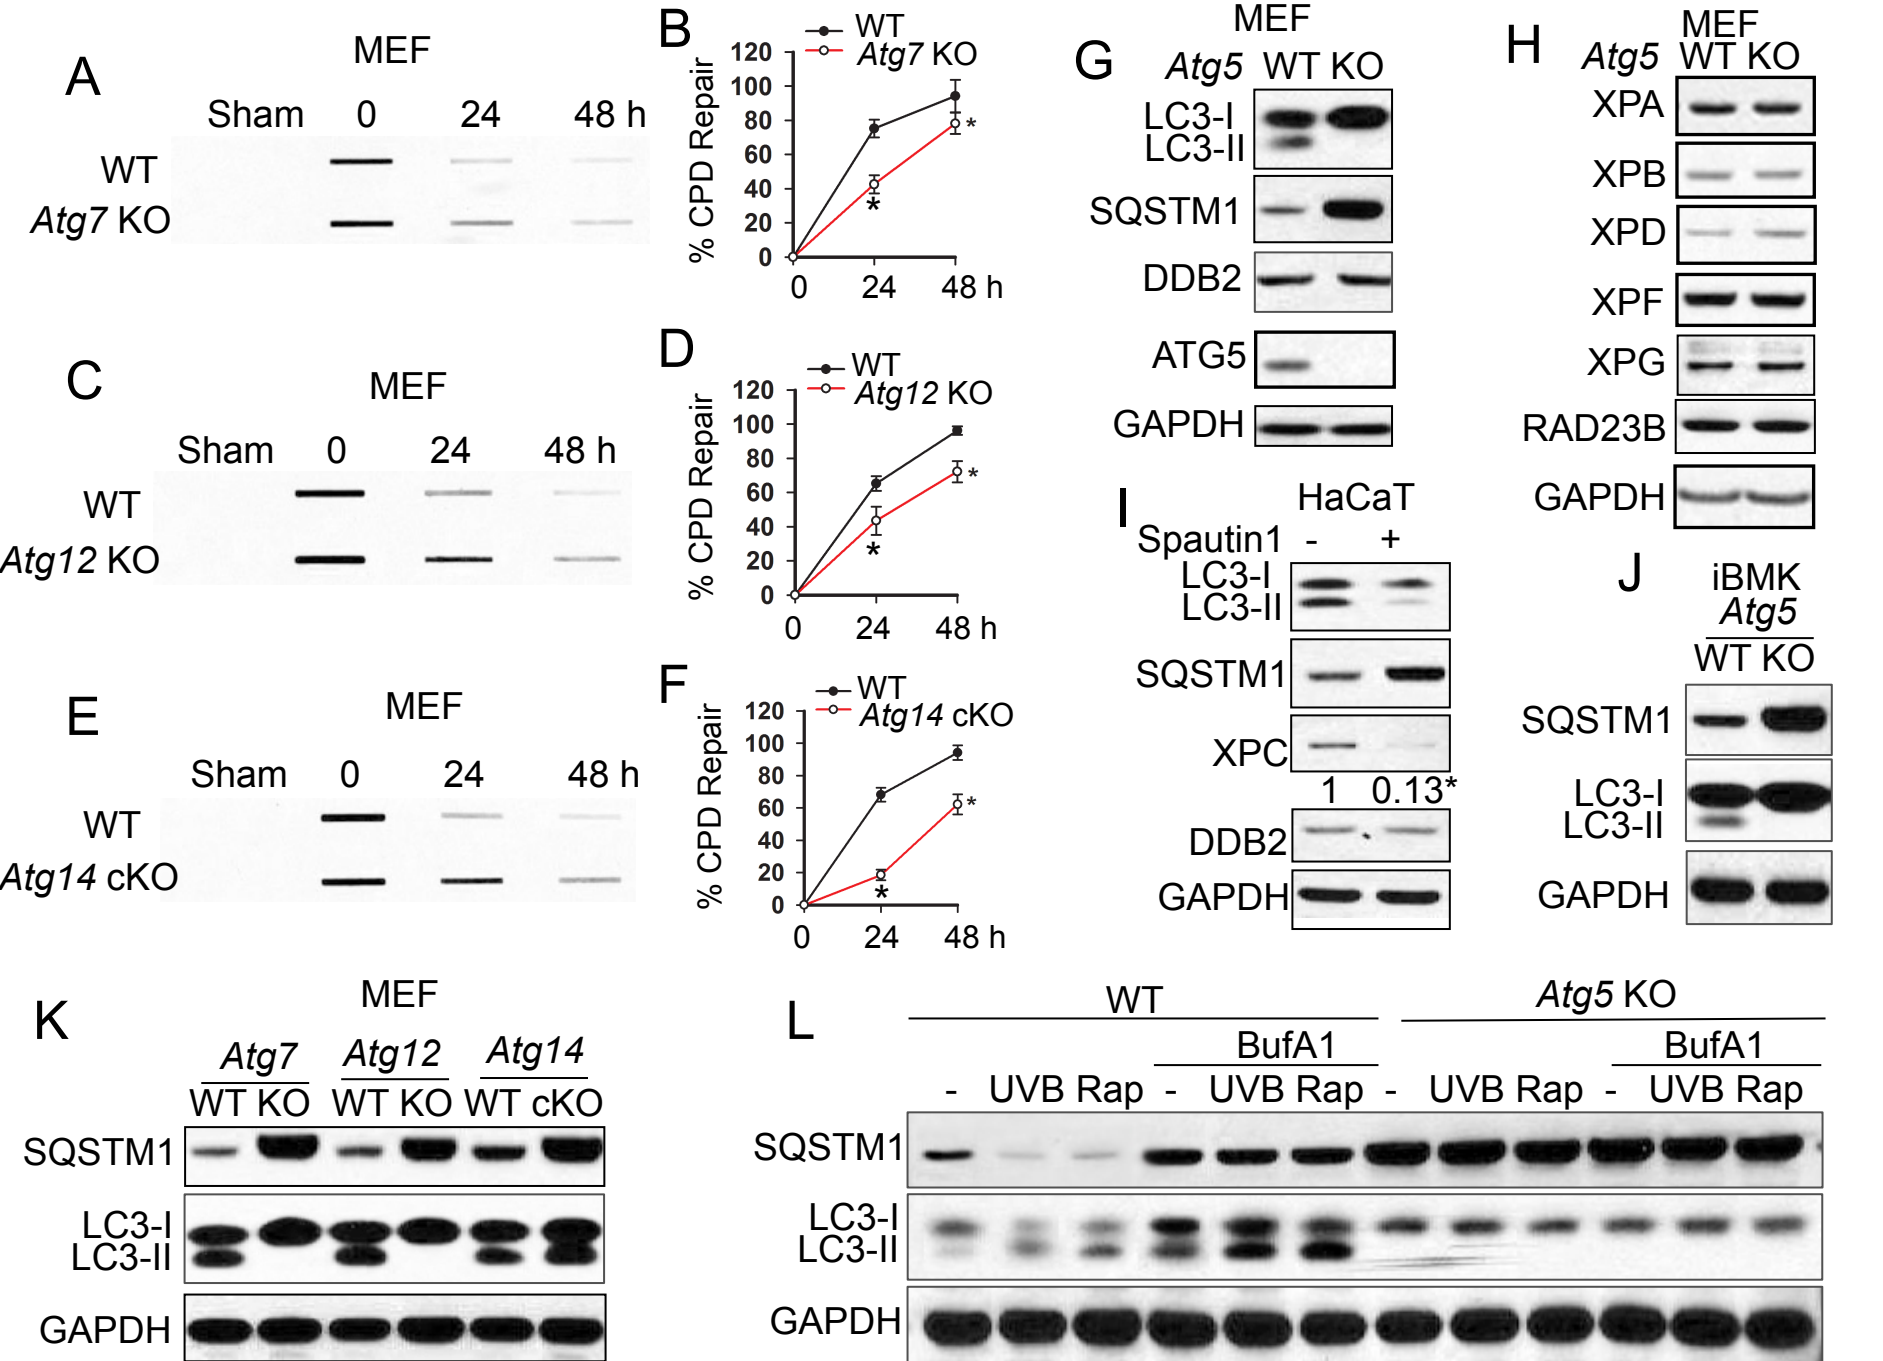 A
MEF
Sham 0 24 48 h
WT
Atg7 KO
B
WT
Atg7 KO
% CPD Repair
120
100
80
60
40
20
0
*
*
0 24 48 h
C
MEF
Sham 0 24 48 h
WT
Atg12 KO
D
WT
Atg12 KO
% CPD Repair
120
100
80
60
40
20
0
*
*
0 24 48 h
E
MEF
Sham 0 24 48 h
WT
Atg14 cKO
F
WT
Atg14 cKO
% CPD Repair
120
100
80
60
40
20
0
*
*
0 24 48 h
G
MEF
Atg5 WT KO
LC3-I
LC3-II
SQSTM1
DDB2
ATG5
GAPDH
H
MEF
Atg5 WT KO
XPA
XPB
XPD
XPF
XPG
RAD23B
GAPDH
I
HaCaT
Spautin1 - +
LC3-I
LC3-II
SQSTM1
XPC
1 0.13*
DDB2
GAPDH
J
iBMK
Atg5
WT KO
SQSTM1
LC3-I
LC3-II
GAPDH
K
MEF
Atg7 Atg12 Atg14
WT KO WT KO WT cKO
SQSTM1
LC3-I
LC3-II
GAPDH
L
WT Atg5 KO
BufA1 BufA1
- UVB Rap - UVB Rap - UVB Rap - UVB Rap
SQSTM1
LC3-I
LC3-II
GAPDH